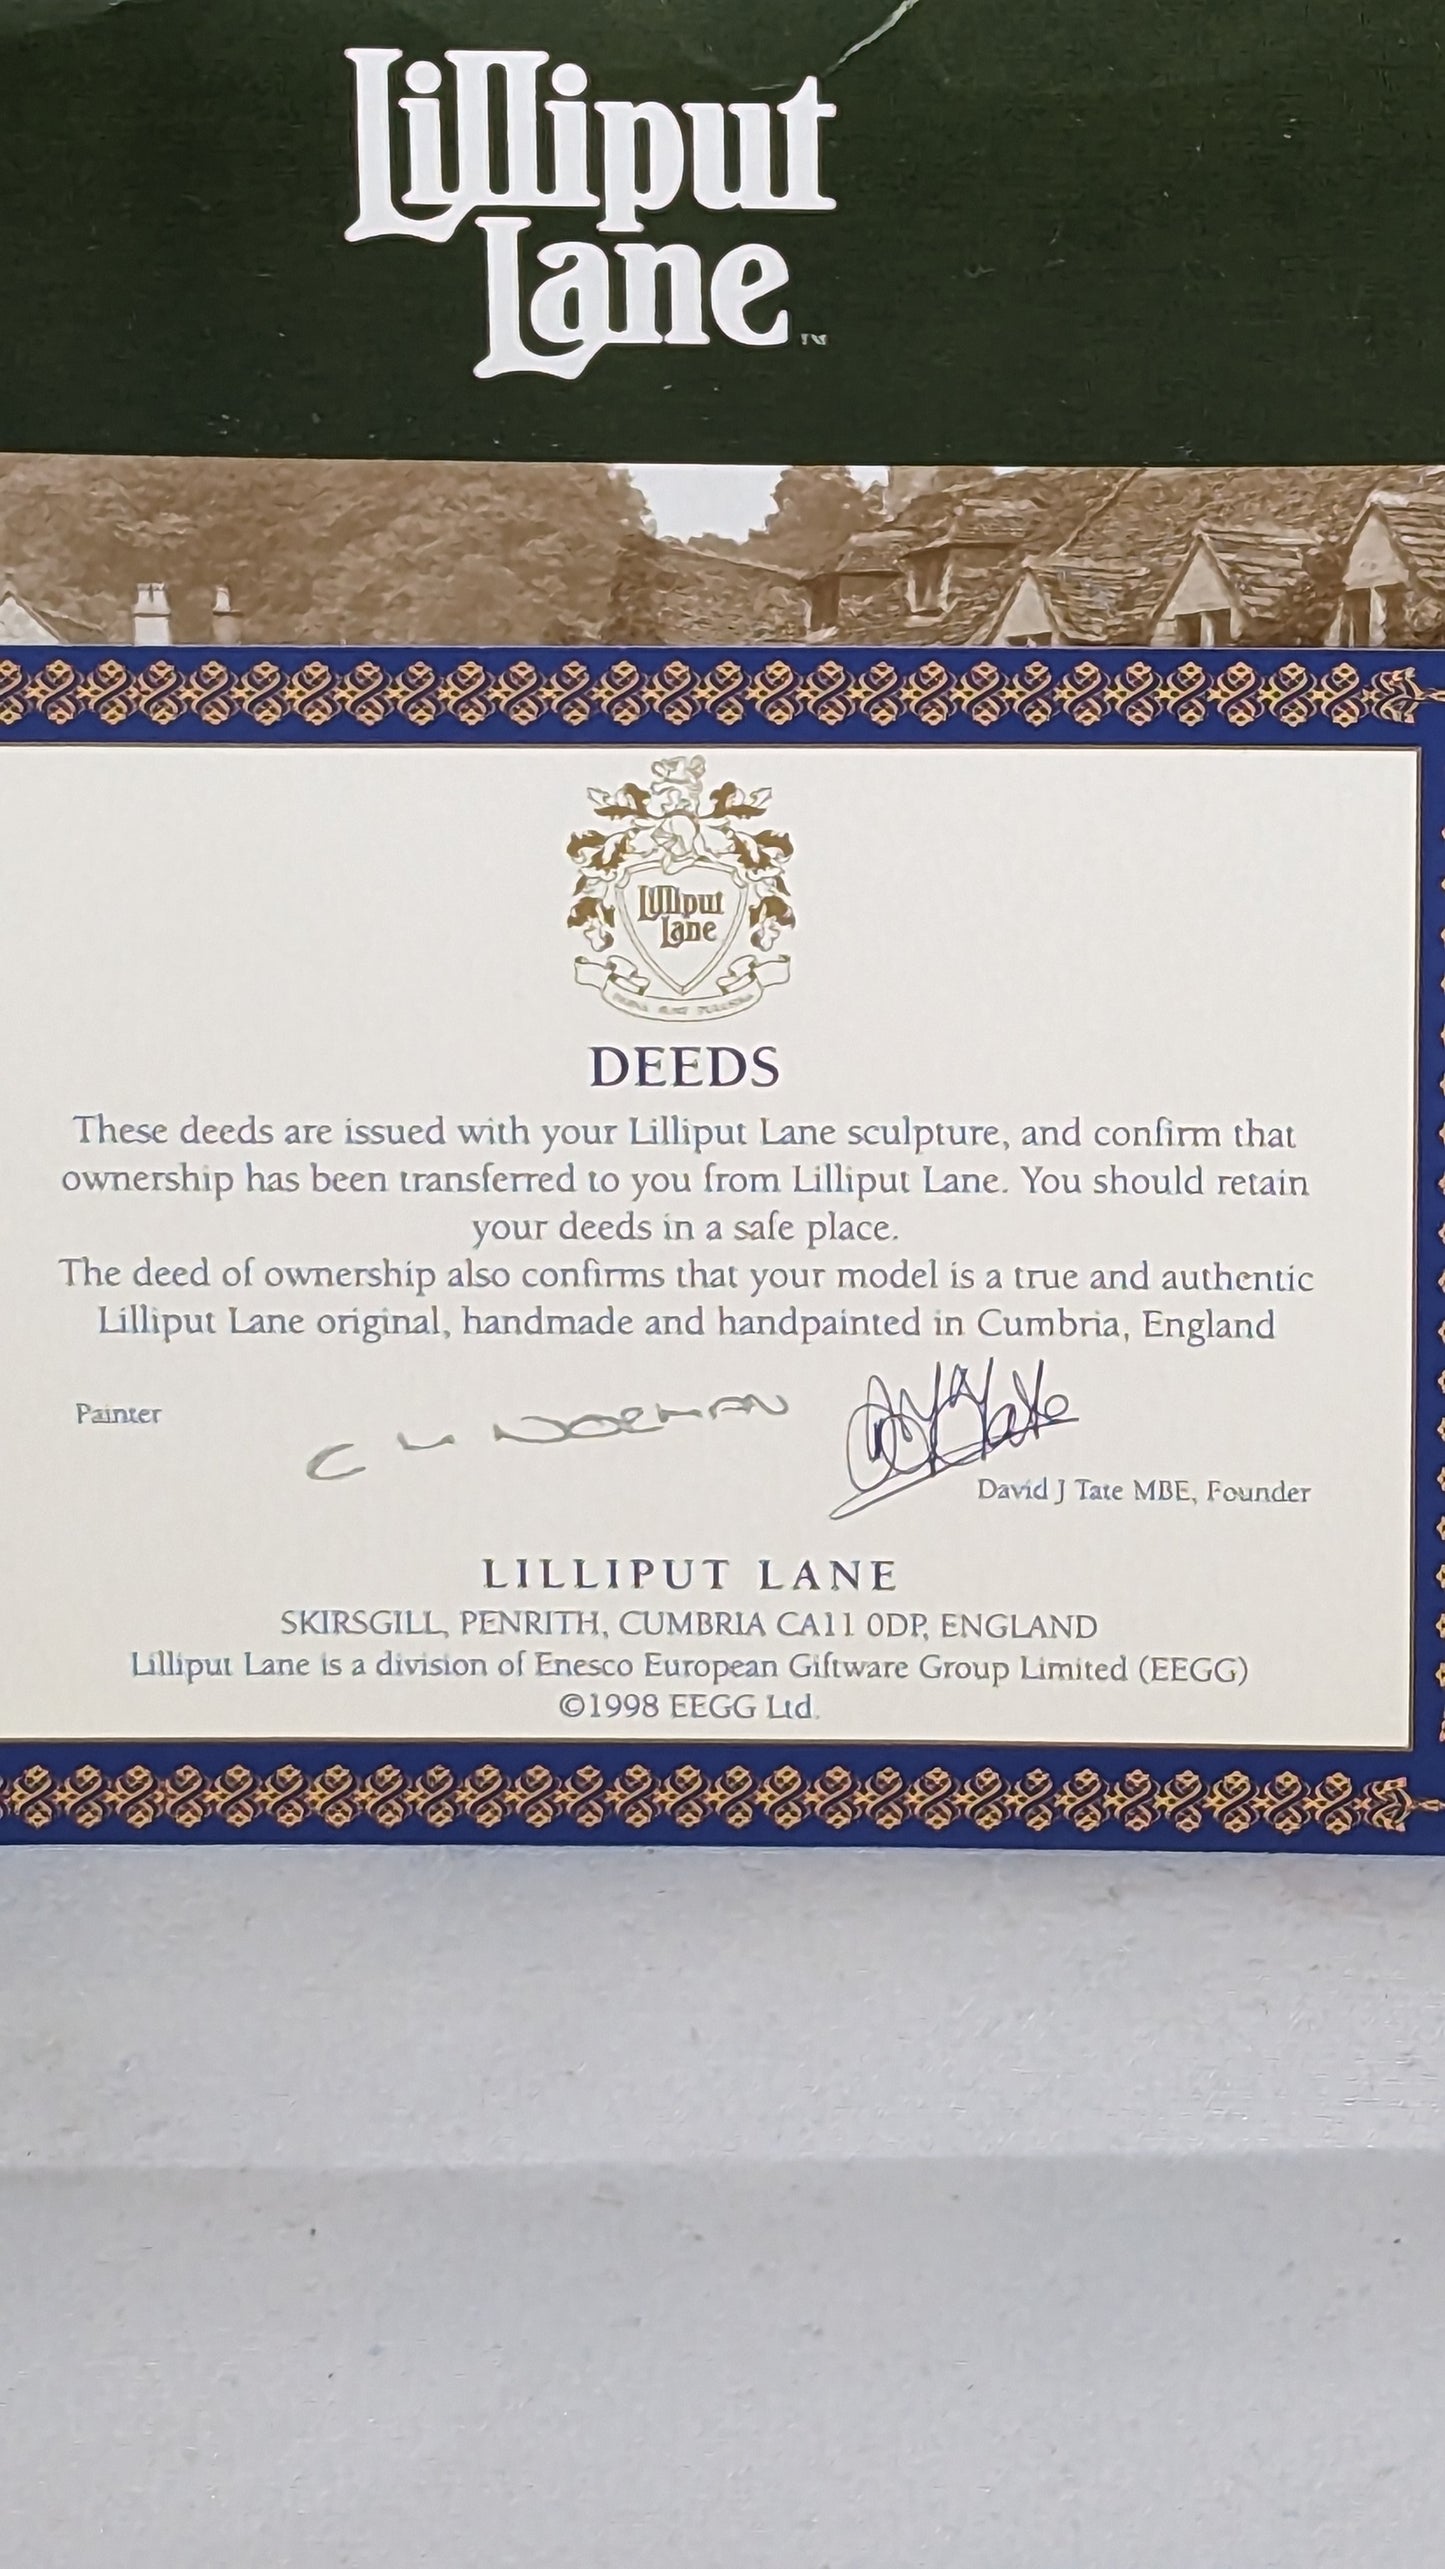 Lilliput
Lane
TM
Lilliput
Lane
DEEDS
These deeds are issued with your Lilliput Lane sculpture, and confirm that
ownership has been transferred to you from Lilliput Lane. You should retain
your deeds in a safe place.
The deed of ownership also confirms that your model is a true and authentic
Lilliput Lane original, handmade and handpainted in Cumbria, England
Painter
C M NORMAN
David J Tate MBE, Founder
LILLIPUT LANE
SKIRSGILL, PENRITH, CUMBRIA CA11 0DP, ENGLAND
Lilliput Lane is a division of Enesco European Giftware Group Limited (EEGG)
©1998 EEGG Ltd.